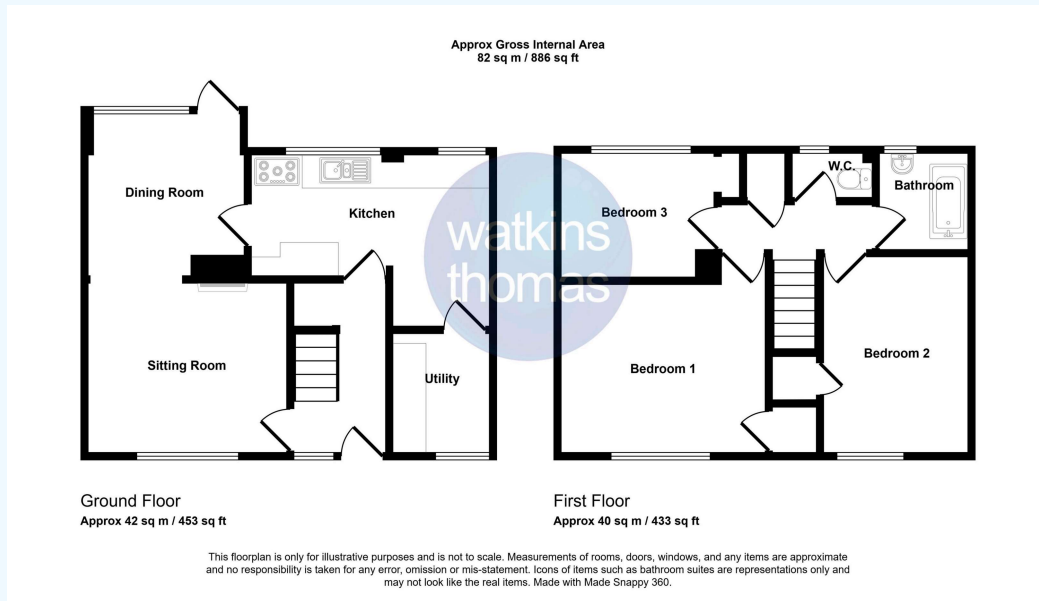 Approx Gross Internal Area
82 sq m / 886 sq ft
Dining Room
Kitchen
Sitting Room
Utility
W.C.
Bathroom
Bedroom 3
Bedroom 1
Bedroom 2
watkins
thomas
Ground Floor
Approx 42 sq m / 453 sq ft
First Floor
Approx 40 sq m / 433 sq ft
This floorplan is only for illustrative purposes and is not to scale. Measurements of rooms, doors, windows, and any items are approximate
and no responsibility is taken for any error, omission or mis-statement. Icons of items such as bathroom suites are representations only and
may not look like the real items. Made with Made Snappy 360.